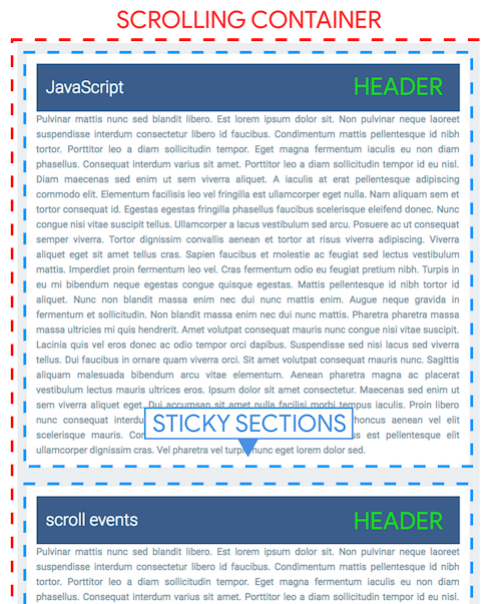 SCROLLING CONTAINER
JavaScript HEADER
Pulvinar mattis nunc sed blandit libero. Est lorem ipsum dolor sit. Non pulvinar neque laoreet
suspendisse interdum consectetur libero id faucibus. Condimentum mattis pellentesque id nibh
tortor. Porttitor leo a diam sollicitudin tempor. Eget magna fermentum iaculis eu non diam
phasellus. Consequat interdum varius sit amet. Porttitor leo a diam sollicitudin tempor id eu nisl.
Diam maecenas sed enim ut sem viverra aliquet. A iaculis at erat pellentesque adipiscing
commodo elit. Elementum facilisis leo vel fringilla est ullamcorper eget nulla. Nam aliquam sem et
tortor consequat id. Egestas egestas fringilla phasellus faucibus scelerisque eleifend donec. Nunc
congue nisi vitae suscipit tellus. Ullamcorper a lacus vestibulum sed arcu. Posuere ac ut consequat
semper viverra. Tortor dignissim convallis aenean et tortor at risus viverra adipiscing. Viverra
aliquet eget sit amet tellus cras. Sapien faucibus et molestie ac feugiat sed lectus vestibulum
mattis. Imperdiet proin fermentum leo vel. Cras fermentum odio eu feugiat pretium nibh. Turpis in
eu mi bibendum neque egestas congue quisque egestas. Mattis pellentesque id nibh tortor id
aliquet. Nunc non blandit massa enim nec dui nunc mattis enim. Augue neque gravida in
fermentum et sollicitudin. Non blandit massa enim nec dui nunc mattis. Pharetra pharetra massa
massa ultricies mi quis hendrerit. Amet volutpat consequat mauris nunc congue nisi vitae suscipit.
Lacinia quis vel eros donec ac odio tempor orci dapibus. Suspendisse sed nisi lacus sed viverra
tellus. Dui faucibus in ornare quam viverra orci. Sit amet volutpat consequat mauris nunc. Sagittis
aliquam malesuada bibendum arcu vitae elementum. Aenean pharetra magna ac placerat
vestibulum lectus mauris ultrices eros. Ipsum dolor sit amet consectetur. Maecenas sed enim ut
sem viverra aliquet eget. Dui accumsan sit amet nulla facilisi morbi tempus iaculis. Proin libero
nunc consequat rhoncus aenean vel elit
STICKY SECTIONS
scelerisque mauris. est pellentesque elit
ullamcorper dignissim cras. Vel pharetra vel nunc eget lorem dolor sed.
scroll events HEADER
Pulvinar mattis nunc sed blandit libero. Est lorem ipsum dolor sit. Non pulvinar neque laoreet
suspendisse interdum consectetur libero id faucibus. Condimentum mattis pellentesque id nibh
tortor. Porttitor leo a diam sollicitudin tempor. Eget magna fermentum iaculis eu non diam
phasellus. Consequat interdum varius sit amet. Porttitor leo a diam sollicitudin tempor id eu nisl.